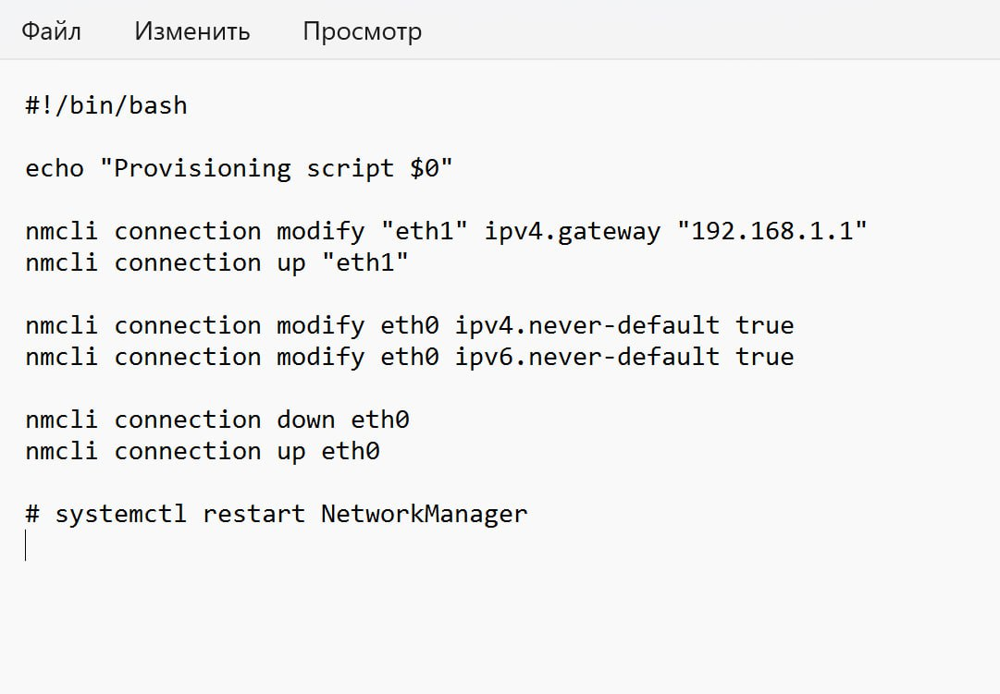 Файл Изменить Просмотр
#!/bin/bash
echo "Provisioning script $0"
nmcli connection modify "eth1" ipv4.gateway "192.168.1.1"
nmcli connection up "eth1"
nmcli connection modify eth0 ipv4.never-default true
nmcli connection modify eth0 ipv6.never-default true
nmcli connection down eth0
nmcli connection up eth0
# systemctl restart NetworkManager